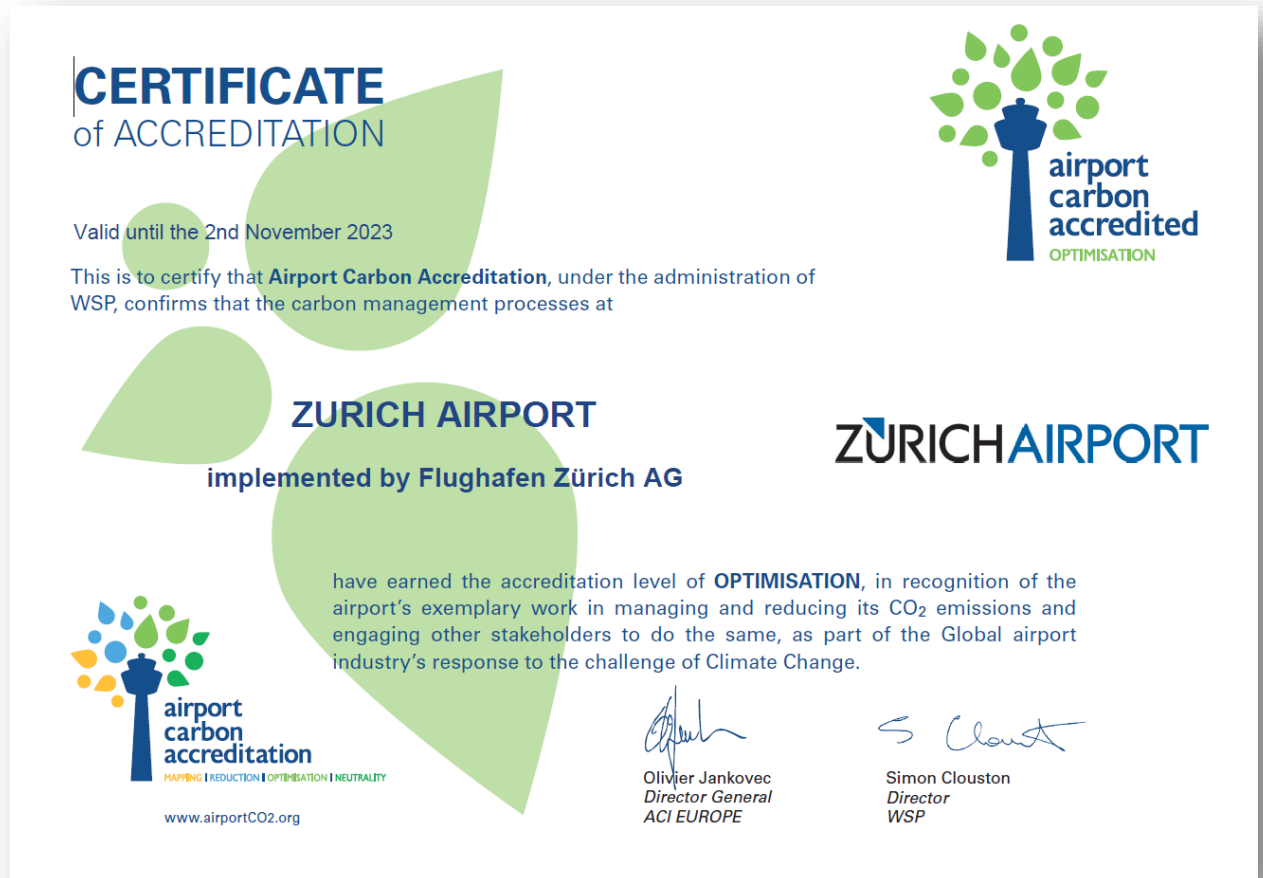 CERTIFICATE
of ACCREDITATION
airport
carbon
accredited
OPTIMISATION
Valid until the 2nd November 2023
This is to certify that Airport Carbon Accreditation, under the administration of
WSP, confirms that the carbon management processes at
ZURICH AIRPORT
implemented by Flughafen Zürich AG
ZÜRICH AIRPORT
have earned the accreditation level of OPTIMISATION, in recognition of the
airport's exemplary work in managing and reducing its CO₂ emissions and
engaging other stakeholders to do the same, as part of the Global airport
industry's response to the challenge of Climate Change.
airport
carbon
accreditation
MAPPING | REDUCTION | OPTIMISATION | NEUTRALITY
www.airportCO2.org
Olivier Jankovec
Director General
ACI EUROPE
S Cloust
Simon Clouston
Director
WSP